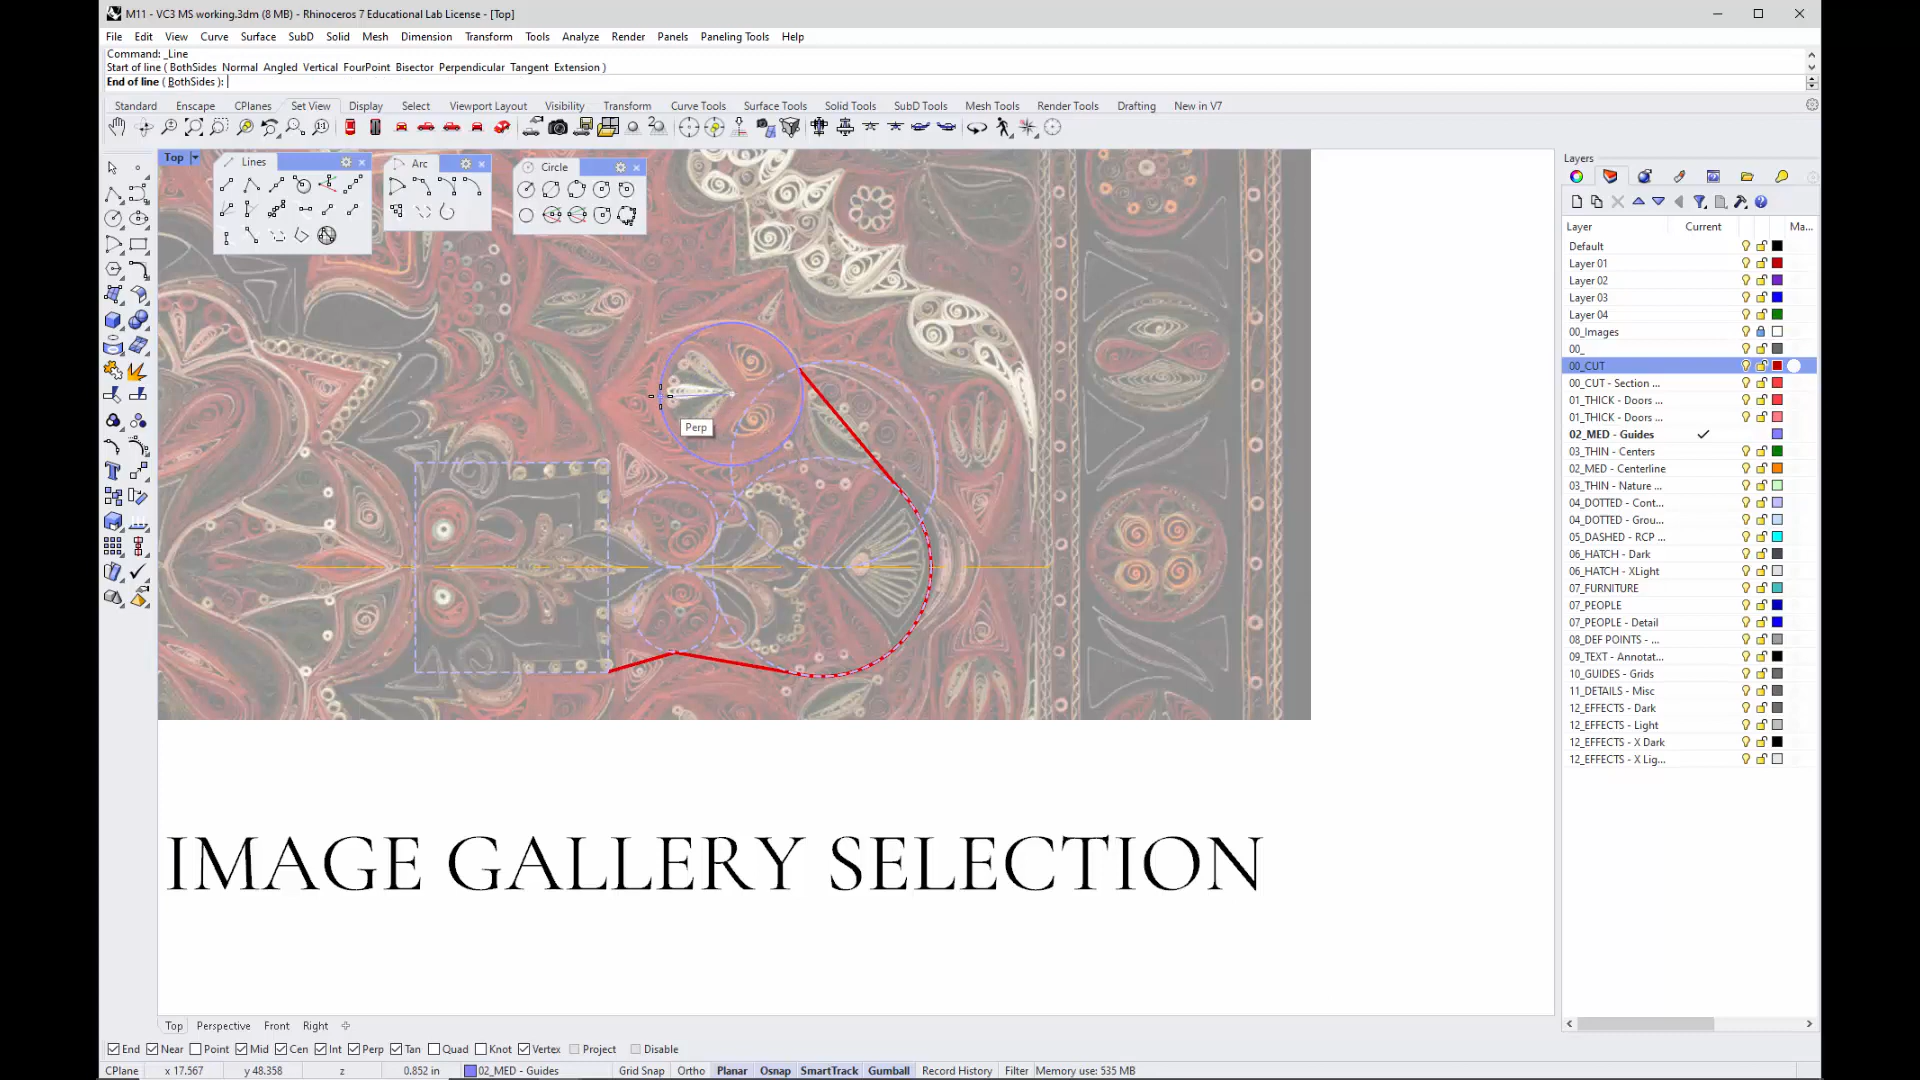 M11 - VC3 MS working.3dm (8 MB) - Rhinoceros 7 Educational Lab License - [Top]
File Edit View Curve Surface SubD Solid Mesh Dimension Transform Tools Analyze Render Panels Paneling Tools Help
Command: _Line
Start of line ( BothSides Normal Angled Vertical FourPoint Bisector Perpendicular Tangent Extension )
End of line ( BothSides ):
Standard Enscape CPlanes Set View Display Select Viewport Layout Visibility Transform Curve Tools Surface Tools Solid Tools SubD Tools Mesh Tools Render Tools Drafting New in V7
Top
Lines
Arc
Circle
Perp
IMAGE GALLERY SELECTION
Layers
Layer Current Ma...
Default
Layer 01
Layer 02
Layer 03
Layer 04
00_Images
00_
00_CUT
00_CUT - Section ...
01_THICK - Doors ...
01_THICK - Doors ...
02_MED - Guides
03_THIN - Centers
02_MED - Centerline
03_THIN - Nature ...
04_DOTTED - Cont...
04_DOTTED - Grou...
05_DASHED - RCP ...
06_HATCH - Dark
06_HATCH - XLight
07_FURNITURE
07_PEOPLE
07_PEOPLE - Detail
08_DEF POINTS - ...
09_TEXT - Annotat...
10_GUIDES - Grids
11_DETAILS - Misc
12_EFFECTS - Dark
12_EFFECTS - Light
12_EFFECTS - X Dark
12_EFFECTS - X Lig...
Top Perspective Front Right
End Near Point Mid Cen Int Perp Tan Quad Knot Vertex Project Disable
CPlane x 17.567 y 48.358 z 0.852 in 02_MED - Guides Grid Snap Ortho Planar Osnap SmartTrack Gumball Record History Filter Memory use: 535 MB